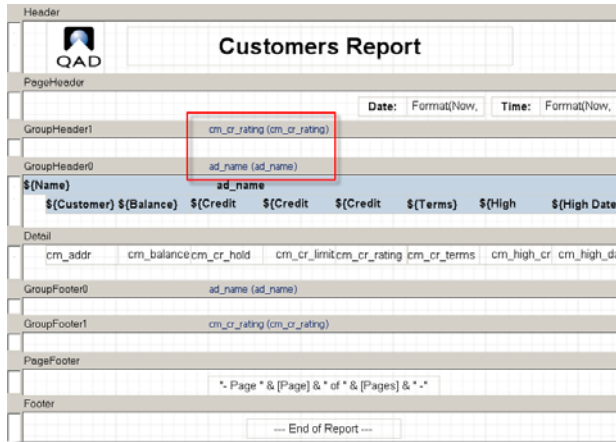 Header
QAD
Customers Report
PageHeader
Date: Format(Now, Time: Format(Now,
GroupHeader1 cm_cr_rating (cm_cr_rating)
GroupHeader0 ad_name (ad_name)
${Name} ad_name
${Customer} ${Balance} ${Credit ${Credit ${Credit ${Terms} ${High ${High Date
Detail
cm_addr cm_balance cm_cr_hold cm_cr_limit cm_cr_rating cm_cr_terms cm_high_cr cm_high_da
GroupFooter0 ad_name (ad_name)
GroupFooter1 cm_cr_rating (cm_cr_rating)
PageFooter
"- Page " & [Page] & " of " & [Pages] & " -"
Footer
--- End of Report ---